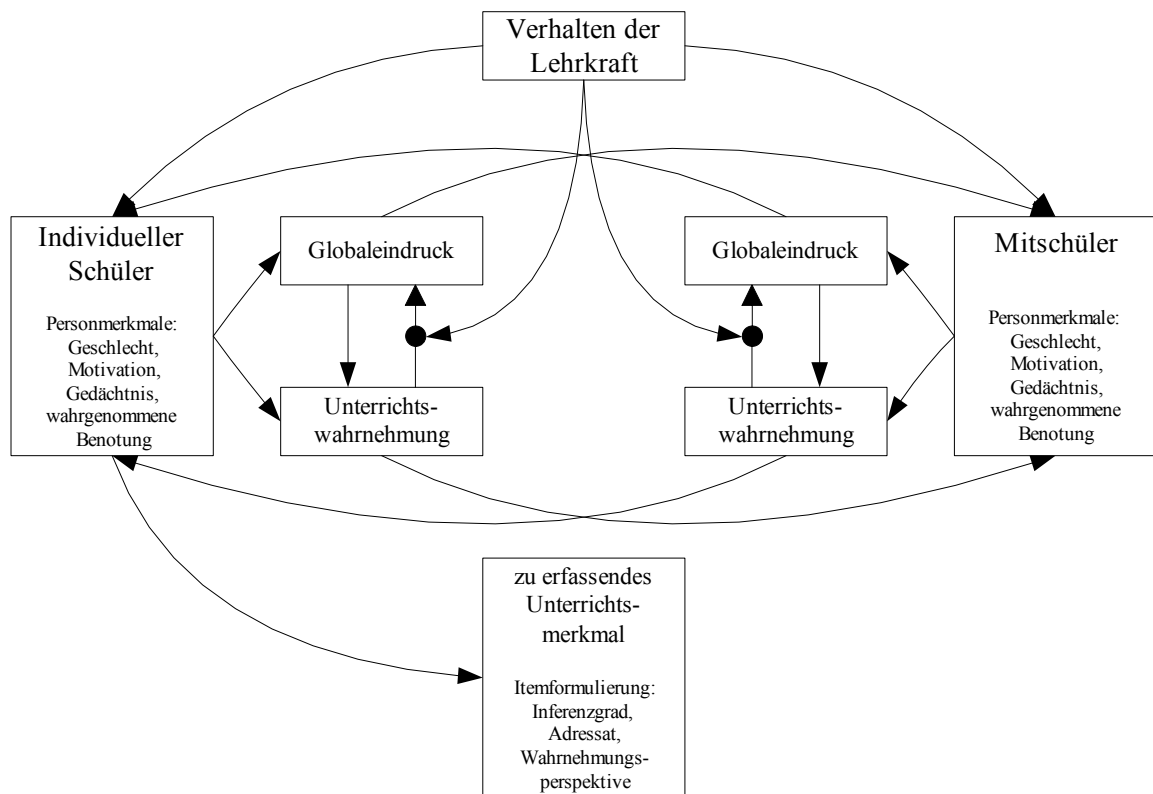 Verhalten der
Lehrkraft
Individueller
Schüler
Personmerkmale:
Geschlecht,
Motivation,
Gedächtnis,
wahrgenommene
Benotung
Globaleindruck
Unterrichts-
wahrnehmung
Globaleindruck
Unterrichts-
wahrnehmung
Mitschüler
Personmerkmale:
Geschlecht,
Motivation,
Gedächtnis,
wahrgenommene
Benotung
zu erfassendes
Unterrichts-
merkmal
Itemformulierung:
Inferenzgrad,
Adressat,
Wahrnehmungs-
perspektive